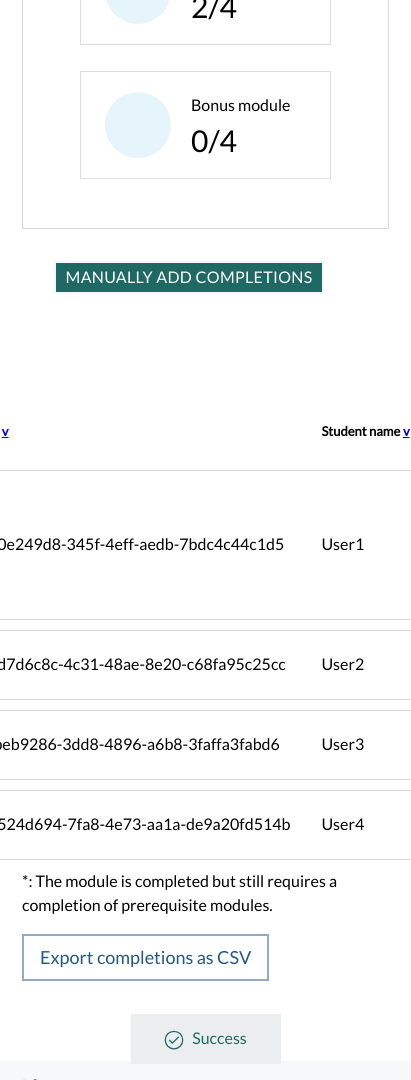 2/4
Bonus module
0/4
MANUALLY ADD COMPLETIONS
v Student name v
0e249d8-345f-4eff-aedb-7bdc4c44c1d5 User1
d7d6c8c-4c31-48ae-8e20-c68fa95c25cc User2
beb9286-3dd8-4896-a6b8-3faffa3fabd6 User3
524d694-7fa8-4e73-aa1a-de9a20fd514b User4
*: The module is completed but still requires a
completion of prerequisite modules.
Export completions as CSV
Success